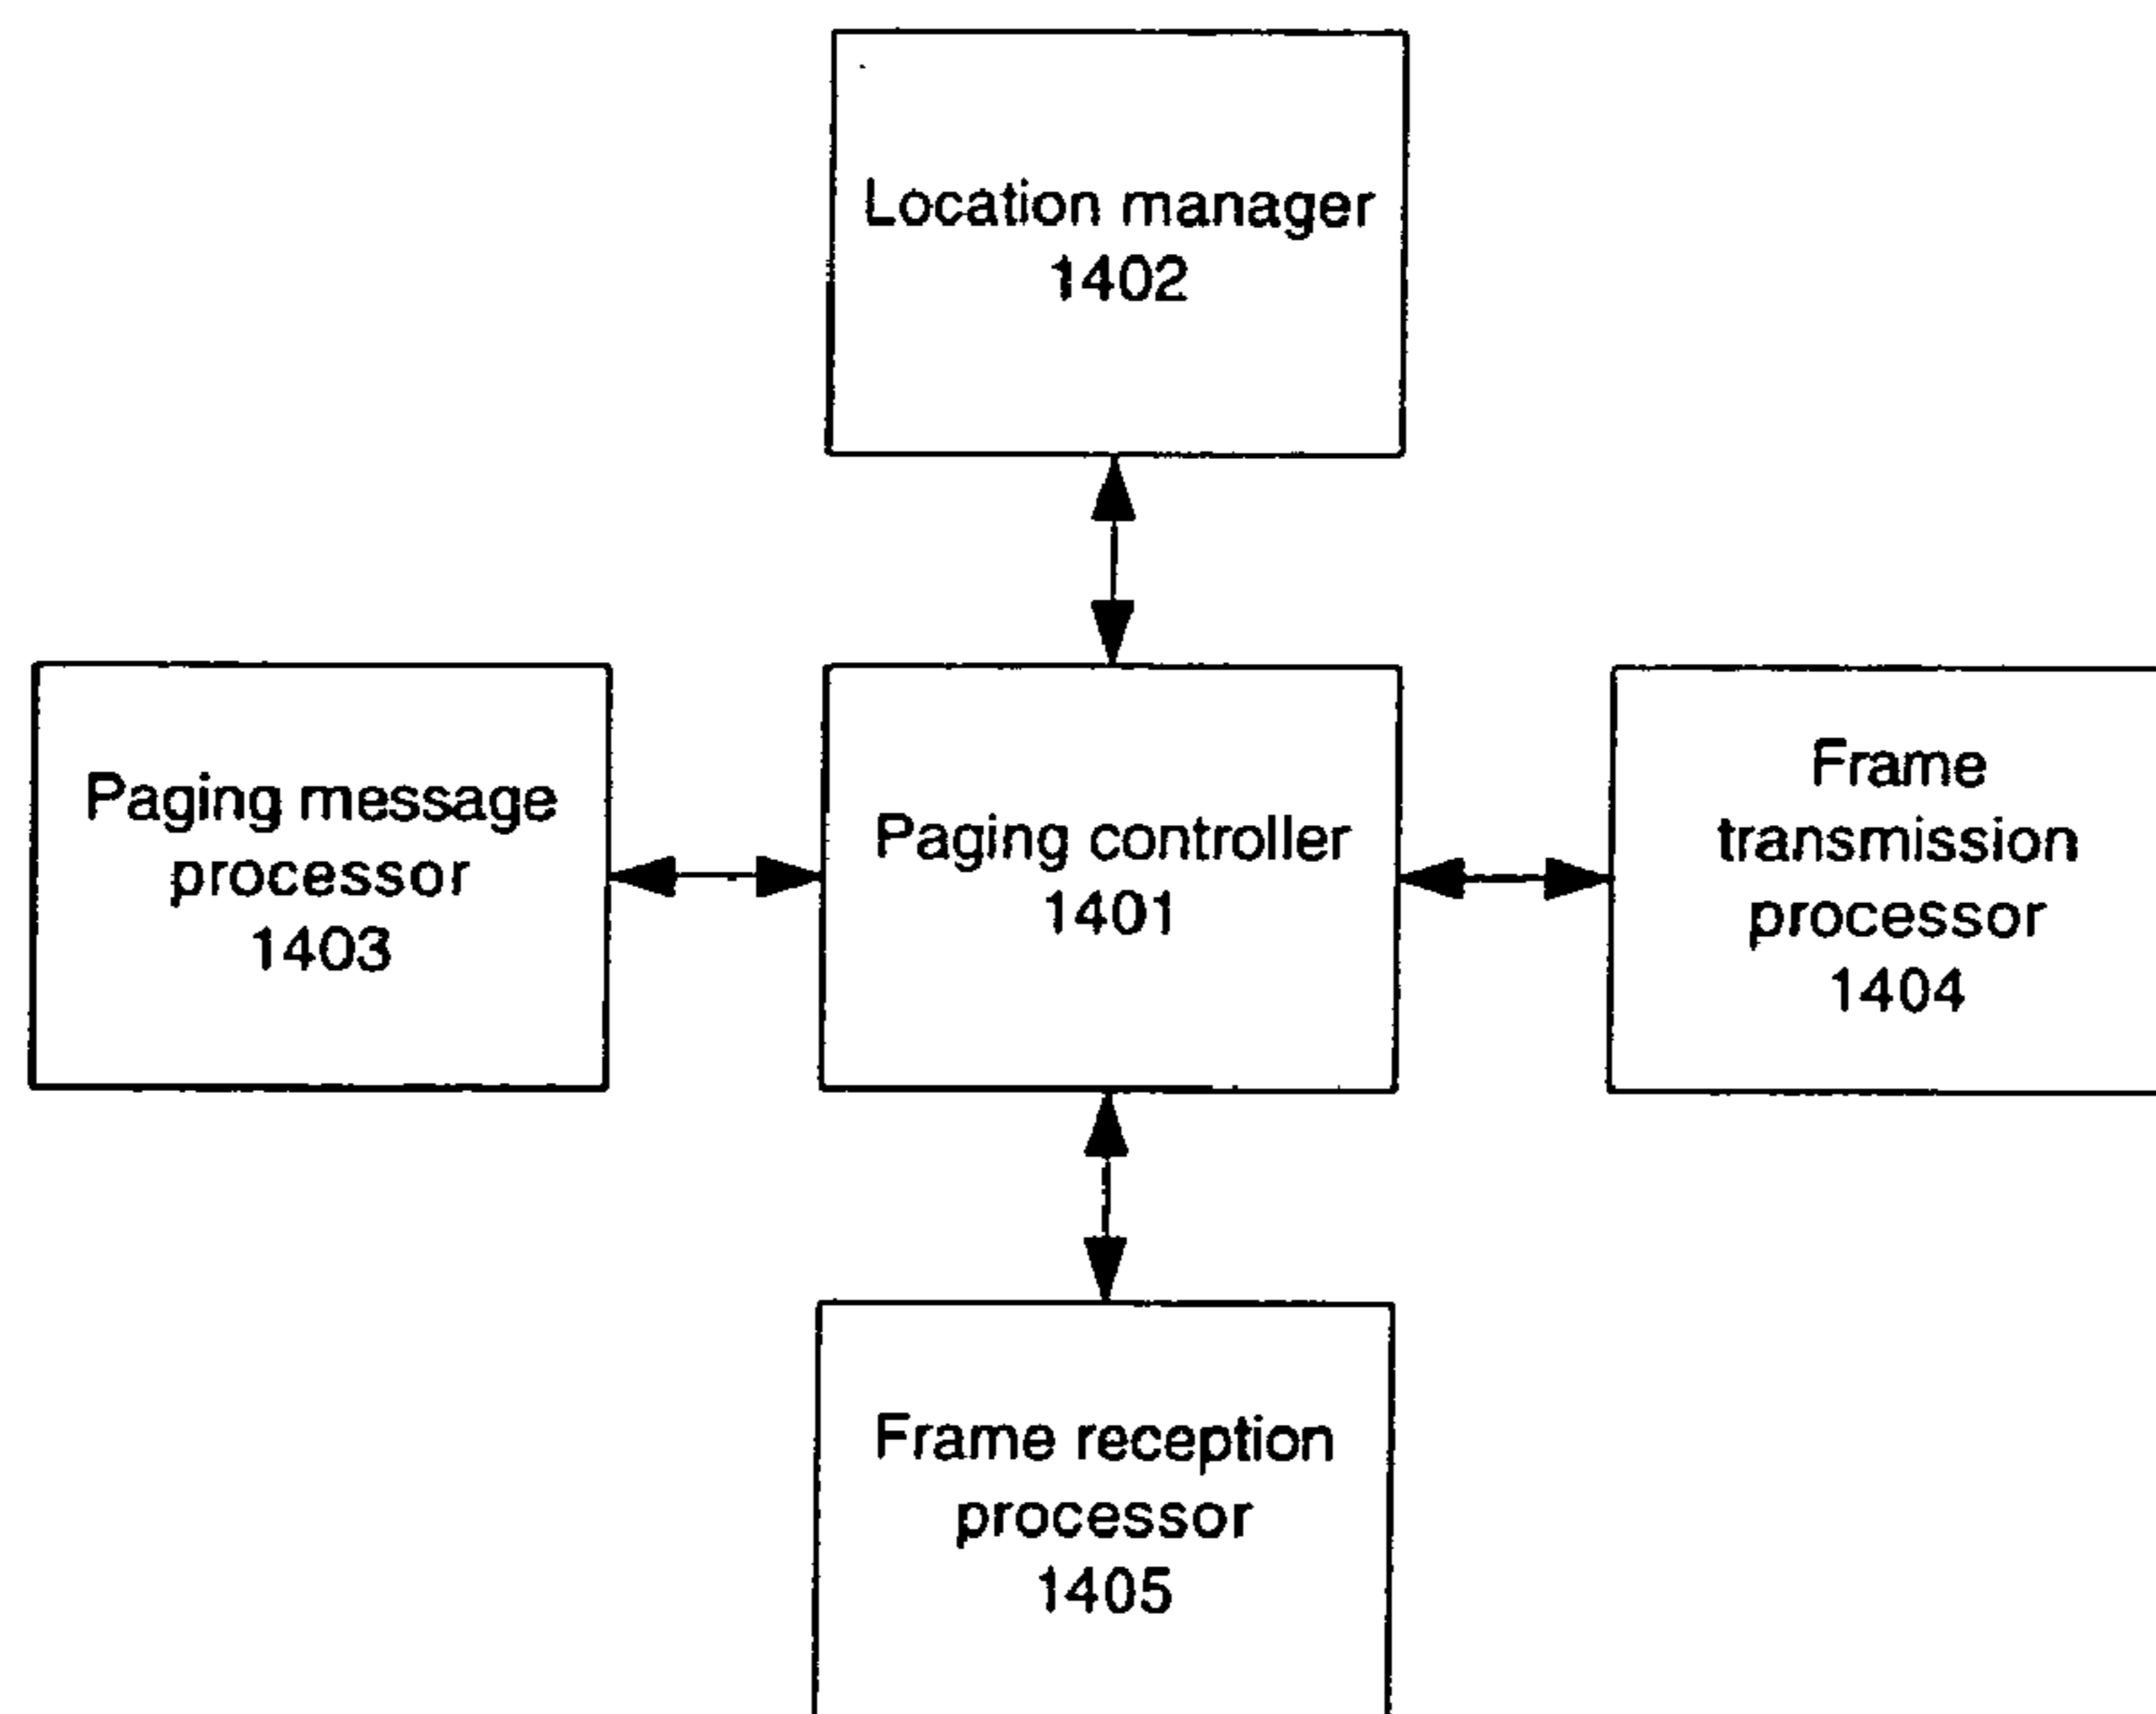 Location manager
1402
Paging message
processor
1403
Paging controller
1401
Frame
transmission
processor
1404
Frame reception
processor
1405